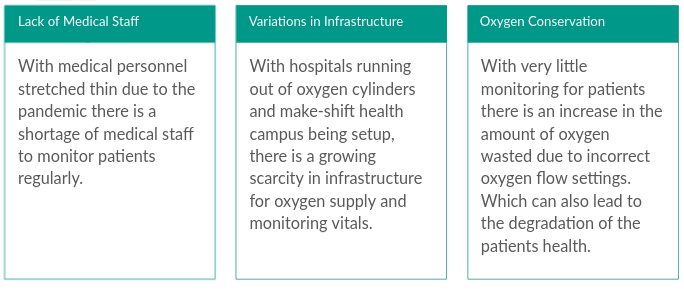 Lack of Medical Staff
With medical personnel
stretched thin due to the
pandemic there is a
shortage of medical staff
to monitor patients
regularly.
Variations in Infrastructure
With hospitals running
out of oxygen cylinders
and make-shift health
campus being setup,
there is a growing
scarcity in infrastructure
for oxygen supply and
monitoring vitals.
Oxygen Conservation
With very little
monitoring for patients
there is an increase in the
amount of oxygen
wasted due to incorrect
oxygen flow settings.
Which can also lead to
the degradation of the
patients health.